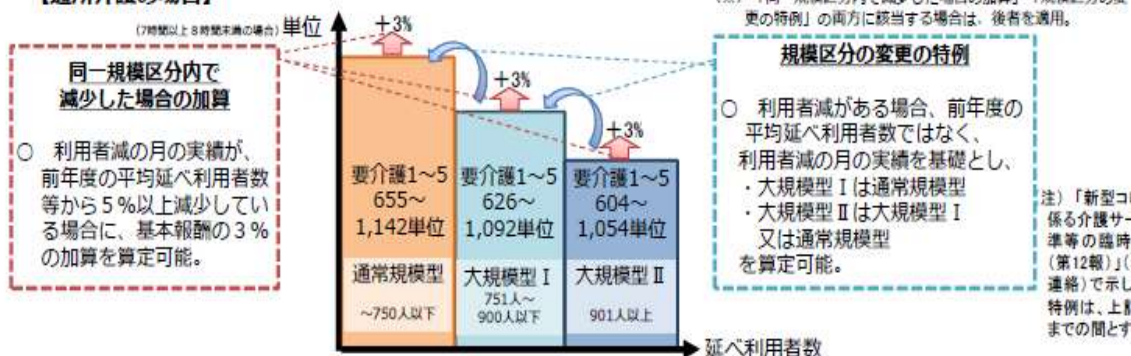 【通所介護の場合】
更の特例」の両方に該当する場合は、後者を適用。
(7時間以上8時間未満の場合)
単位
+3%
+3%
+3%
同一規模区分内で
減少した場合の加算
○ 利用者減の月の実績が、
前年度の平均延べ利用者数
等から5%以上減少してい
る場合に、基本報酬の3%
の加算を算定可能。
要介護1~5
655~
1,142単位
通常規模型
~750人以下
要介護1~5
626~
1,092単位
大規模型Ⅰ
751人~
900人以下
要介護1~5
604~
1,054単位
大規模型Ⅱ
901人以上
延べ利用者数
規模区分の変更の特例
○ 利用者減がある場合、前年度の
平均延べ利用者数ではなく、
利用者減の月の実績を基礎とし、
・大規模型Ⅰは通常規模型
・大規模型Ⅱは大規模型Ⅰ
又は通常規模型
を算定可能。
注)「新型コ
係る介護サー
準等の臨時
(第12報)」(
連絡)で示し
特例は、上
までの間とす